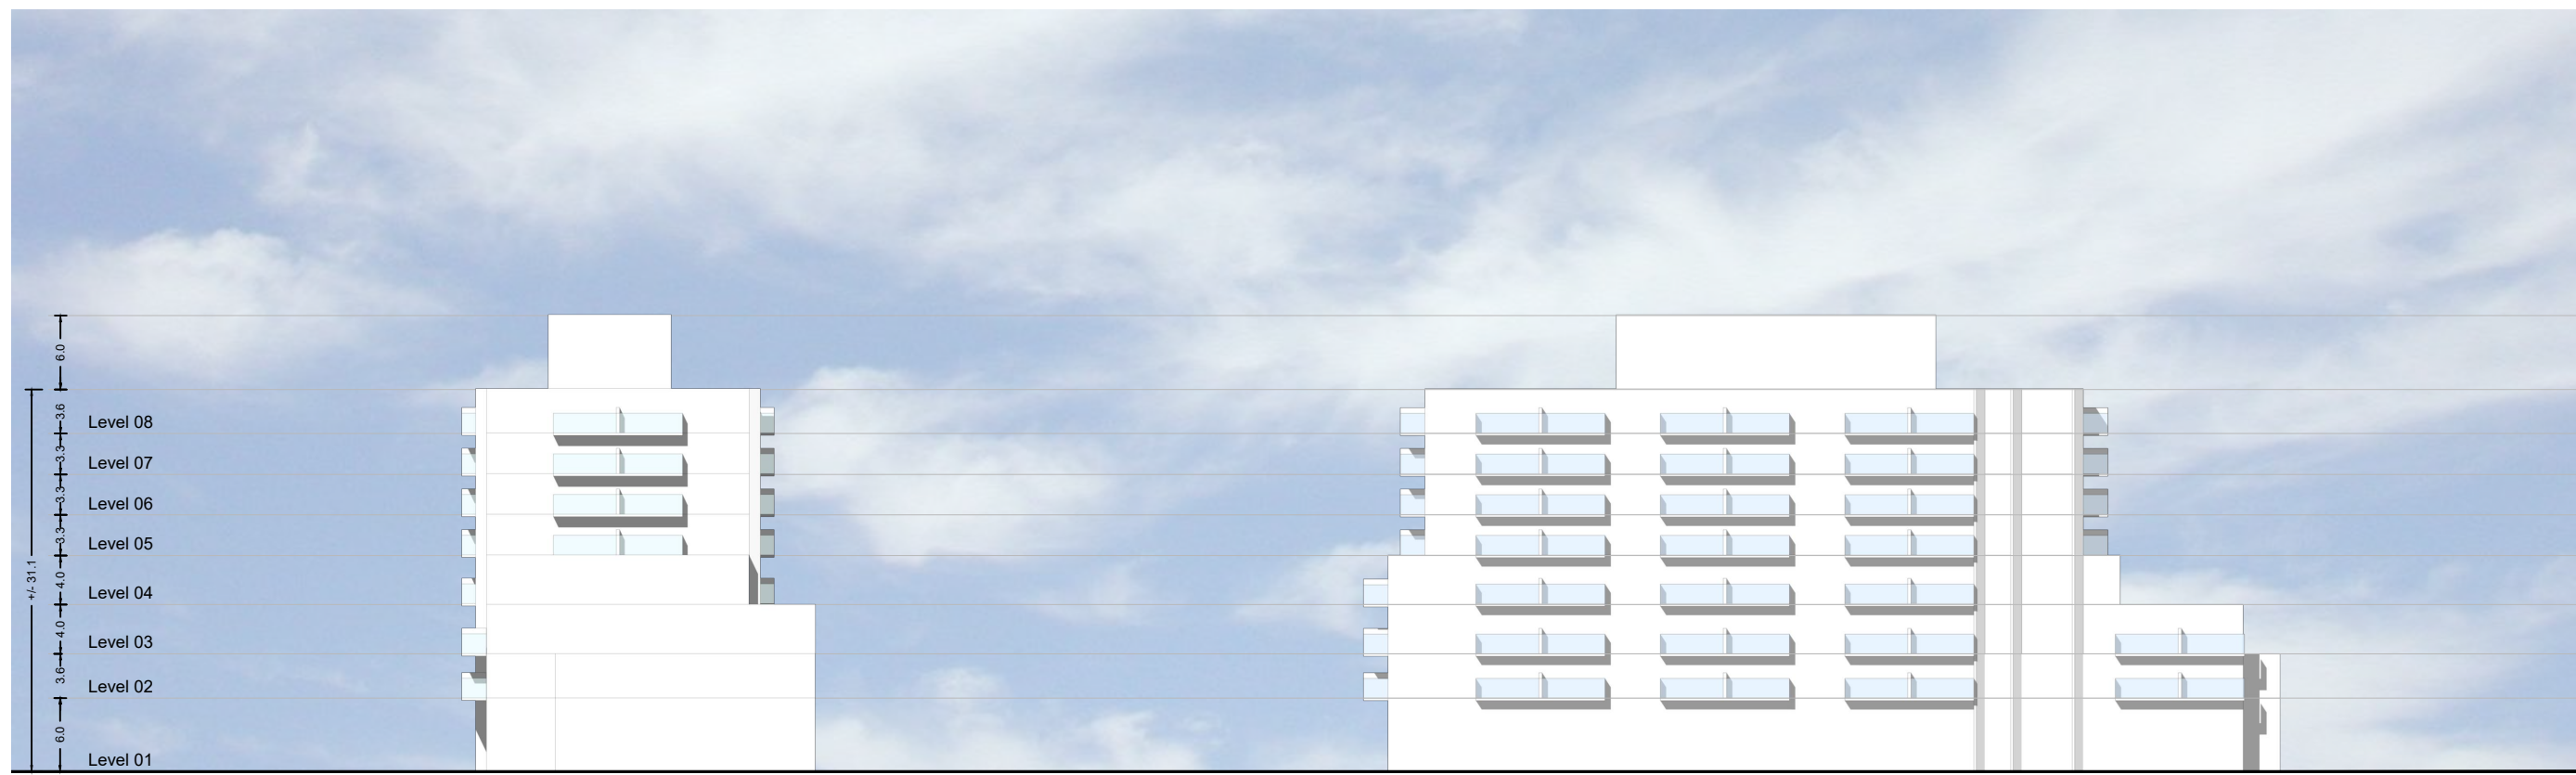 6.0
3.6
Level 08
3.3
Level 07
3.3
Level 06
3.3
Level 05
+/- 31.1
4.0
Level 04
4.0
Level 03
3.6
Level 02
6.0
Level 01